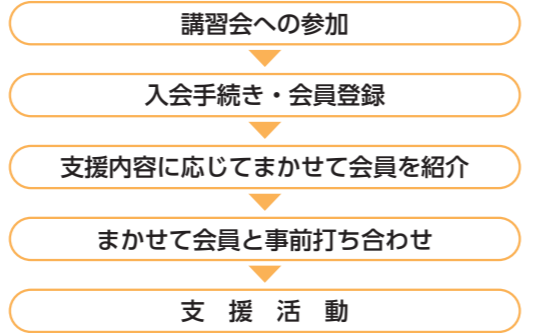 講習会への参加
入会手続き・会員登録
支援内容に応じてまかせて会員を紹介
まかせて会員と事前打ち合わせ
支　援　活　動